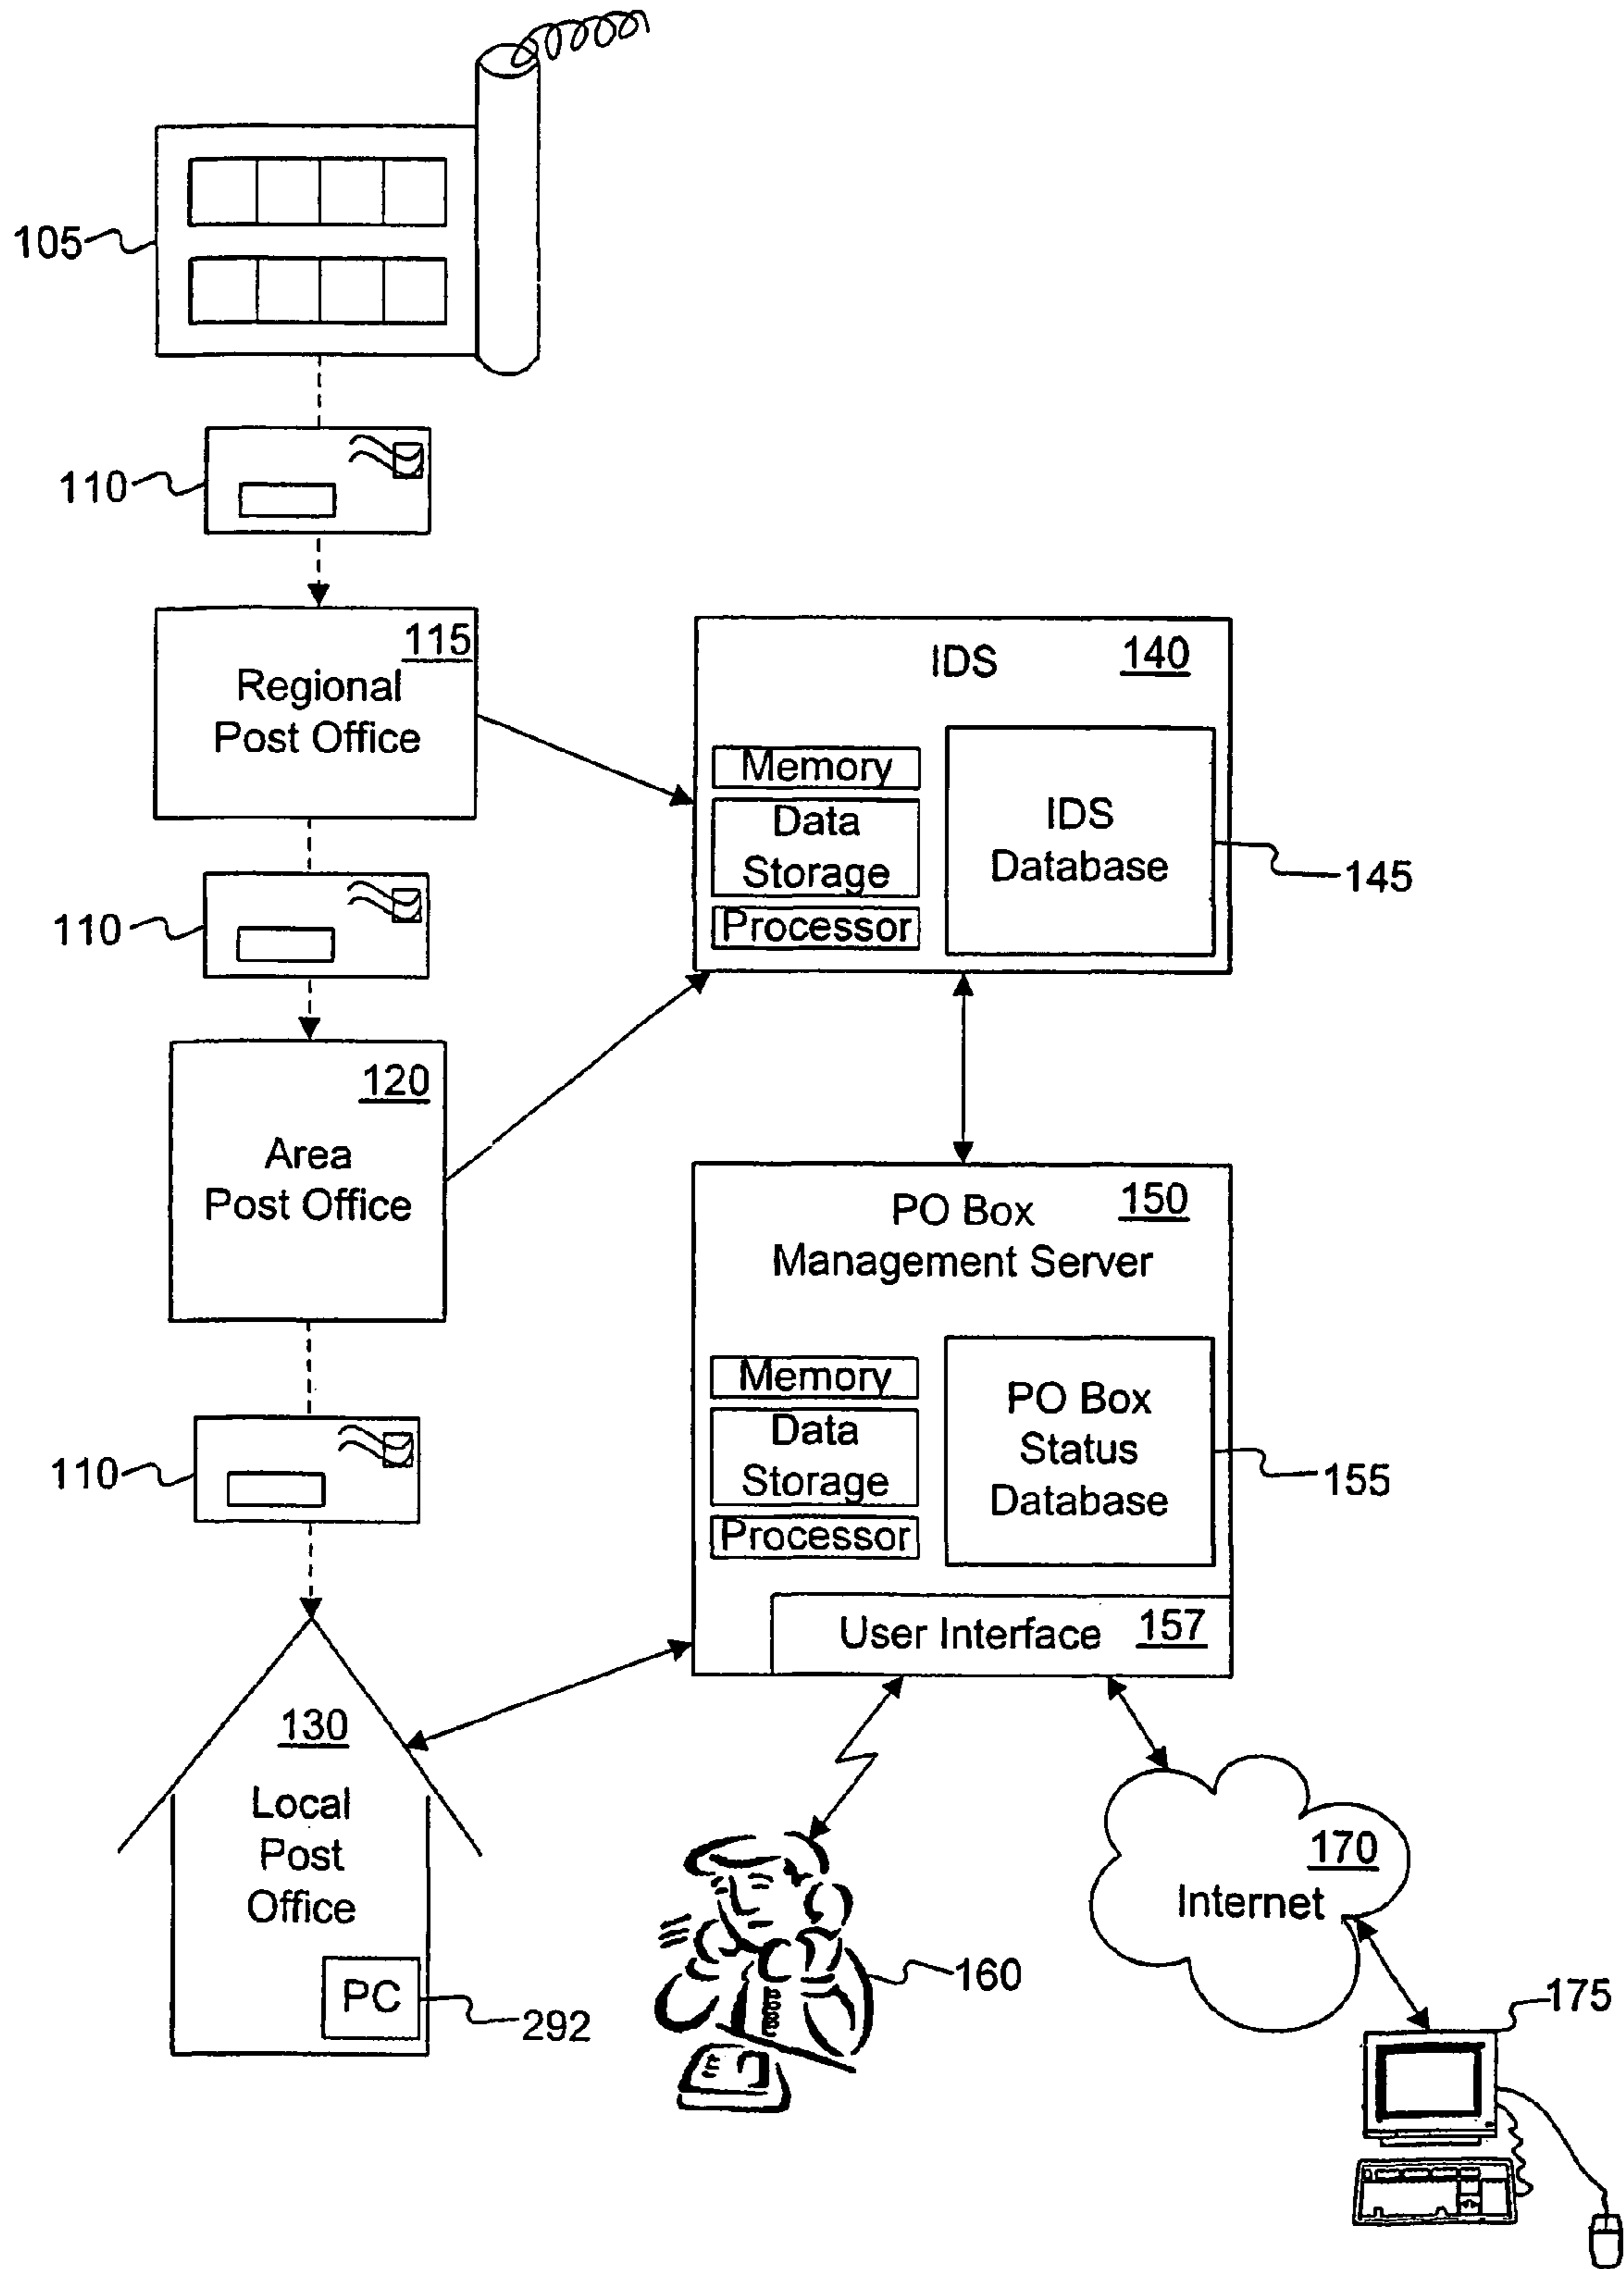 105
110
115
Regional
Post Office
IDS 140
Memory
Data
Storage
Processor
IDS
Database
145
110
120
Area
Post Office
PO Box 150
Management Server
Memory
Data
Storage
Processor
PO Box
Status
Database
155
110
User Interface 157
130
Local
Post
Office
PC
292
160
170
Internet
175